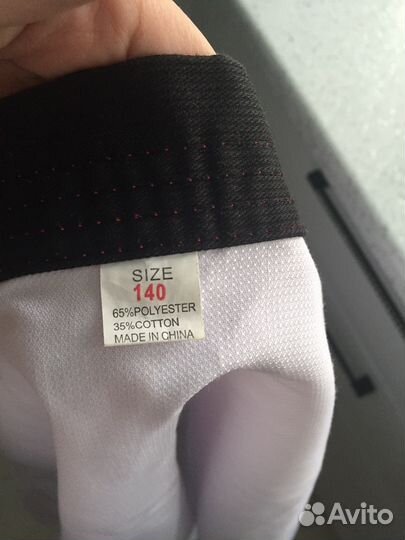 SIZE
140
65%POLYESTER
35%COTTON
MADE IN CHINA
Avito